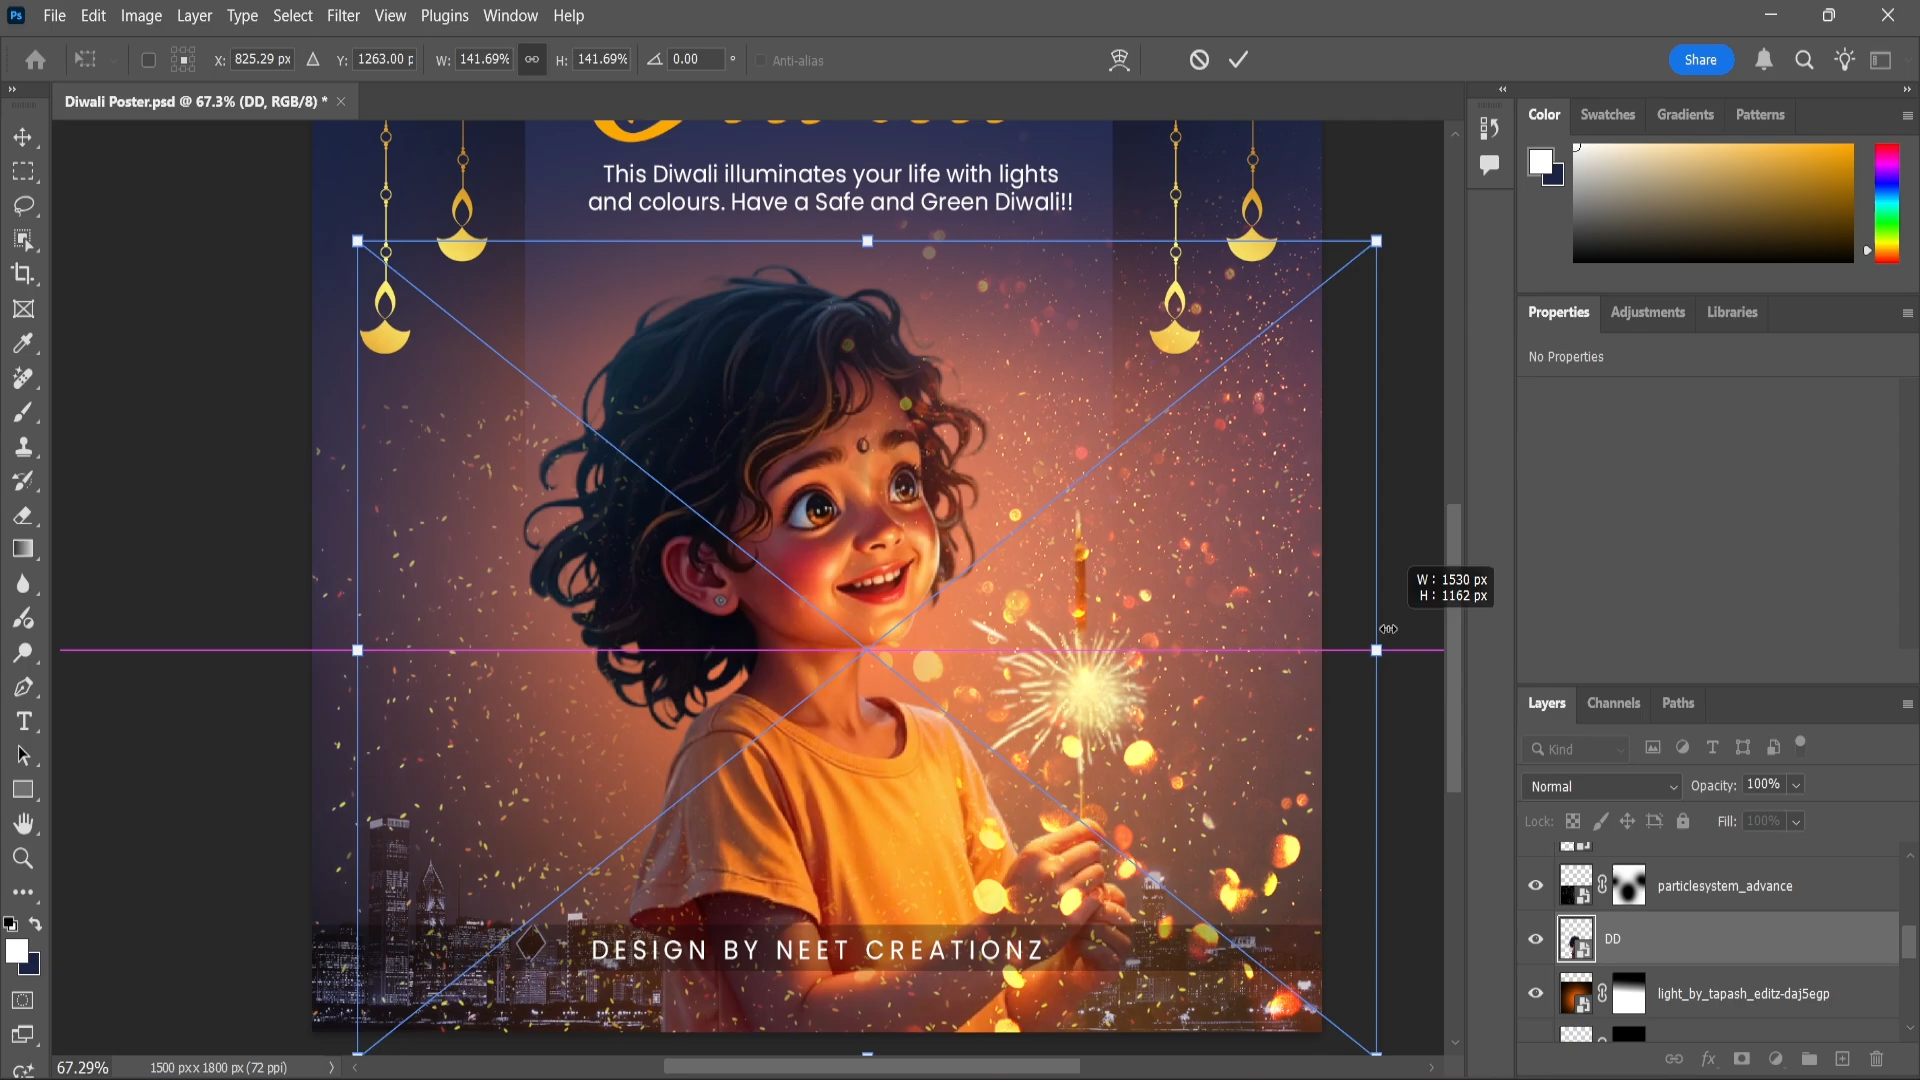 Ps File Edit Image Layer Type Select Filter View Plugins Window Help
X: 825.29 px Y: 1263.00 p W: 141.69% H: 141.69% 0.00 ° Anti-alias Share
Diwali Poster.psd @ 67.3% (DD, RGB/8) *
This Diwali illuminates your life with lights
and colours. Have a Safe and Green Diwali!!
W: 1530 px
H: 1162 px
DESIGN BY NEET CREATIONZ
67.29% 1500 px x 1800 px (72 ppi)
Color Swatches Gradients Patterns
Properties Adjustments Libraries
No Properties
Layers Channels Paths
Kind
Normal Opacity: 100%
Lock: Fill: 100%
particlesystem_advance
DD
light_by_tapash_editz-daj5egp
fx